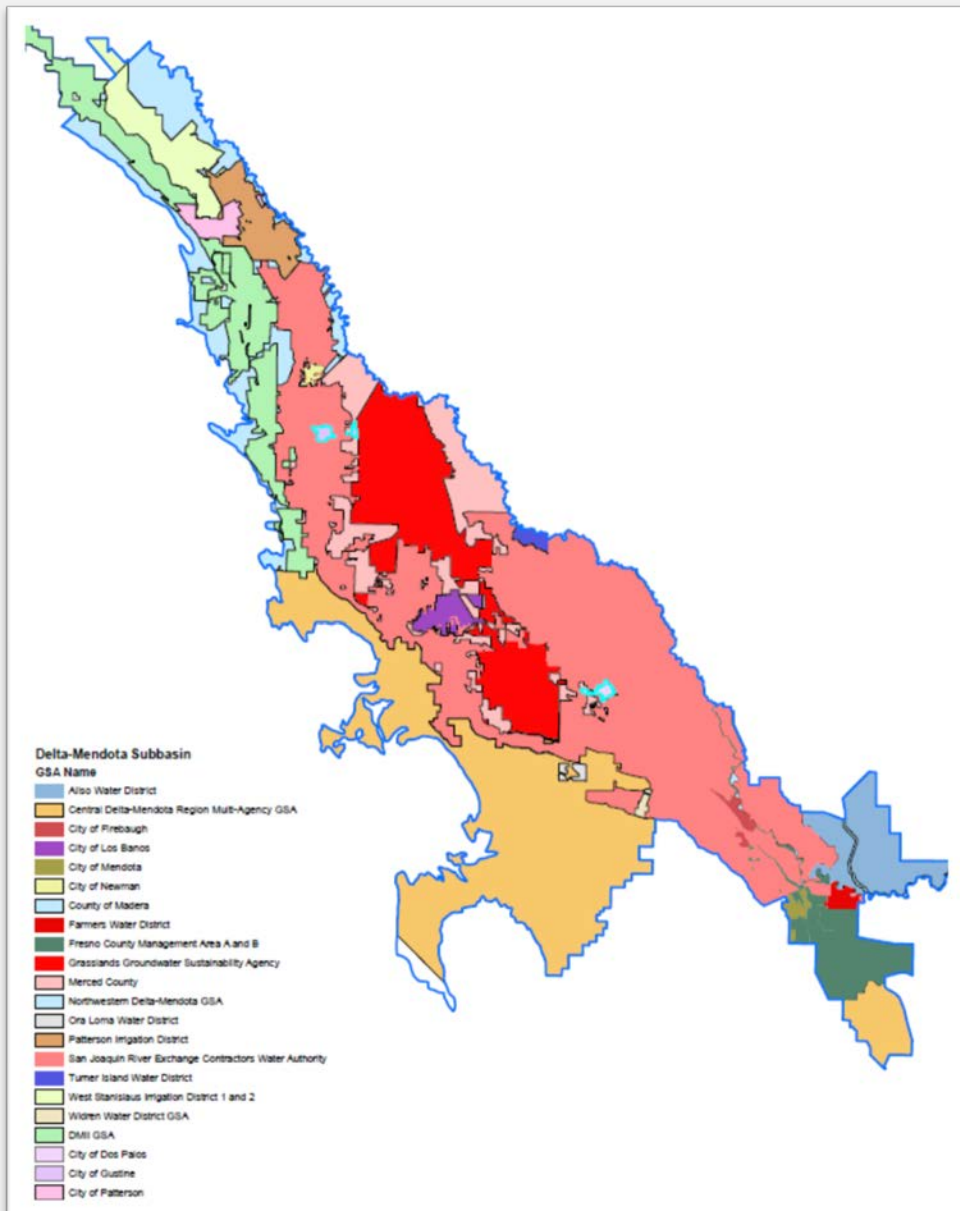 Delta-Mendota Subbasin
GSA Name
Aliso Water District
Central Delta-Mendota Region Multi-Agency GSA
City of Firebaugh
City of Los Banos
City of Mendota
City of Newman
County of Madera
Farmers Water District
Fresno County Management Area A and B
Grasslands Groundwater Sustainability Agency
Merced County
Northwestern Delta-Mendota GSA
Ora Loma Water District
Patterson Irrigation District
San Joaquin River Exchange Contractors Water Authority
Turner Island Water District
West Stanislaus Irrigation District 1 and 2
Widren Water District GSA
DMII GSA
City of Dos Palos
City of Gustine
City of Patterson